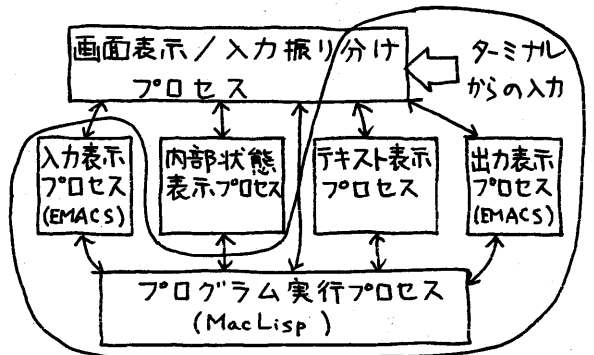 画面表示/入力振り分け
プロセス
ターミナル
からの入力
入力表示
プロセス
(EMACS)
内部状態
表示プロセス
テキスト表示
プロセス
出力表示
プロセス
(EMACS)
プログラム実行プロセス
(MacLisp)